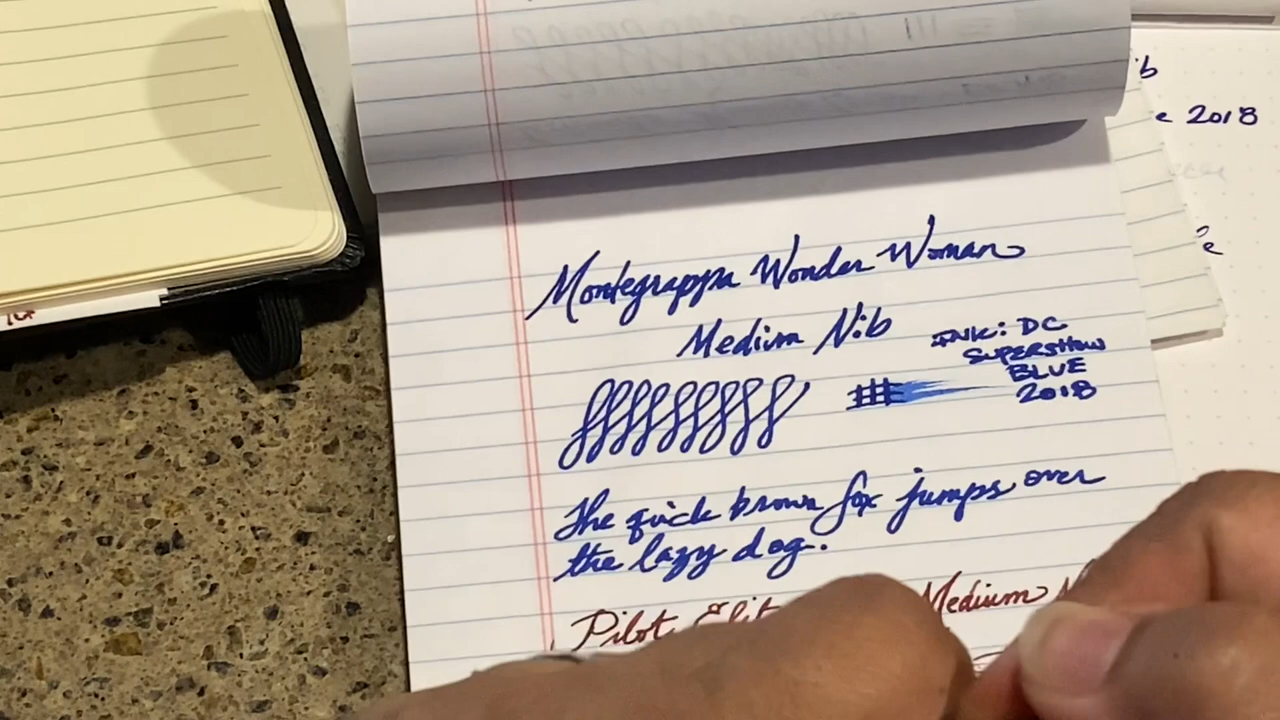 Montegrappa Wonder Woman
Medium Nib
INK: DC
SUPERSHOW
BLUE
2018
The quick brown fox jumps over
the lazy dog.
Pilot Medium
2018